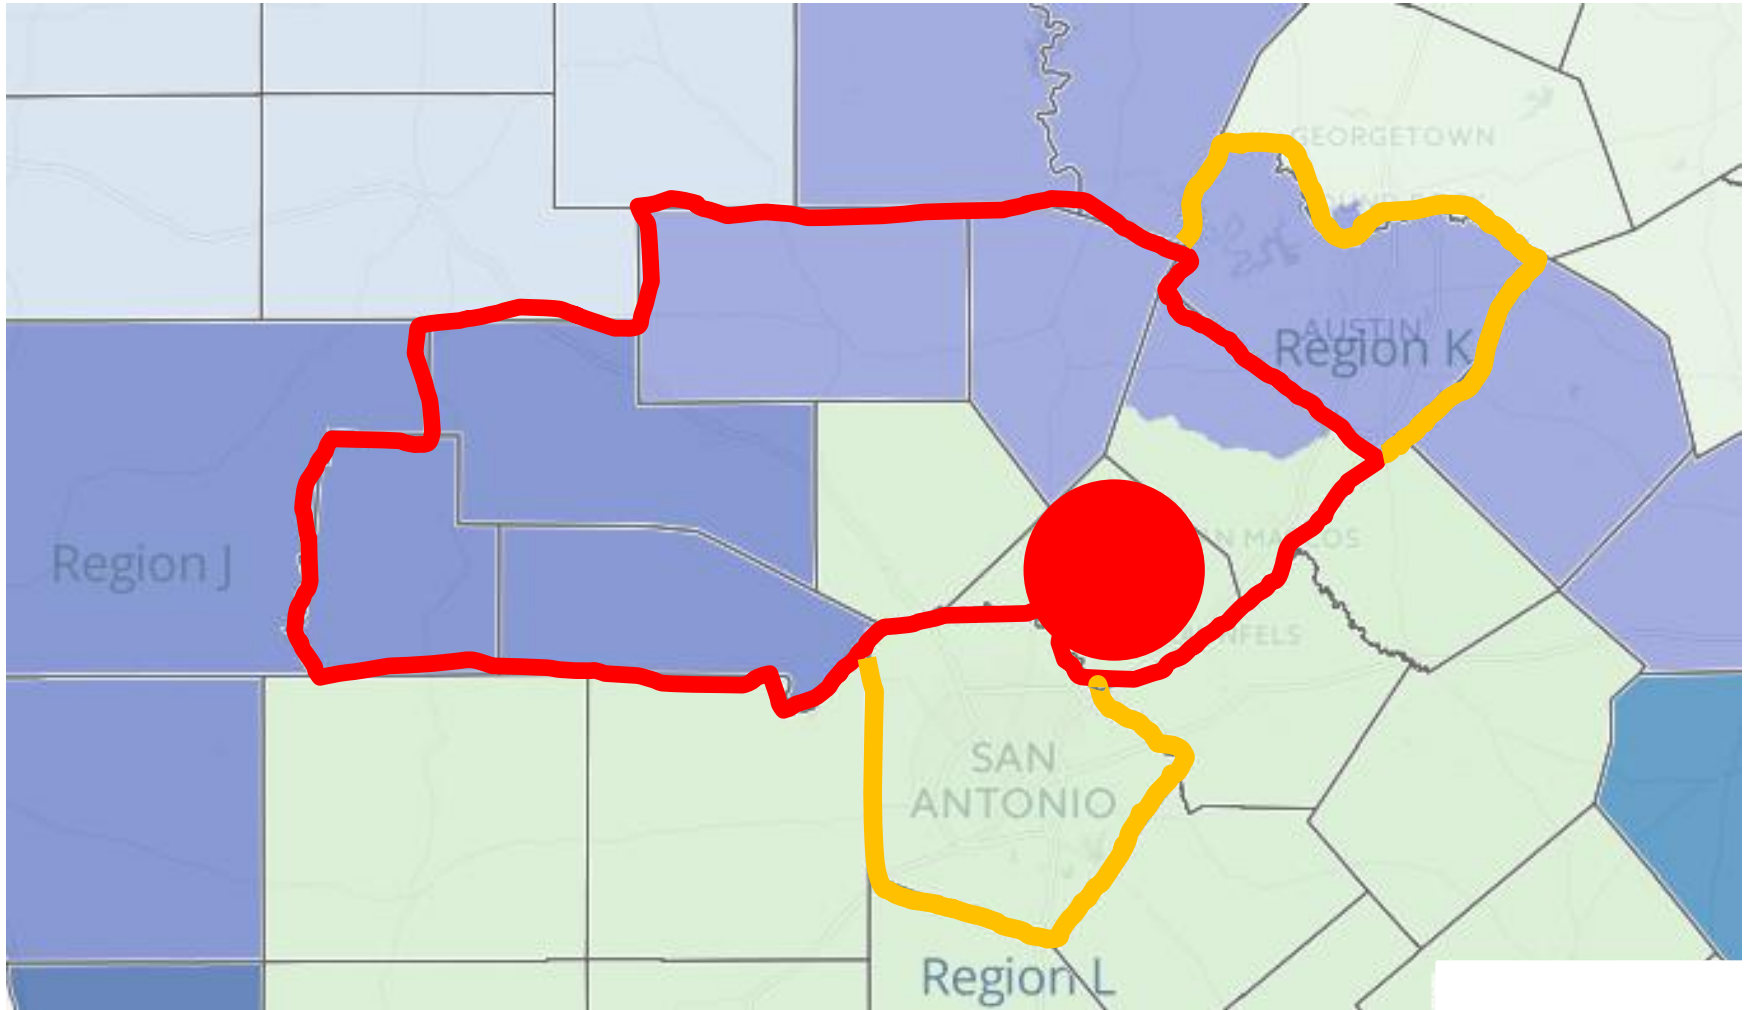 GEORGETOWN
AUSTIN
Region K
Region J
SAN
ANTONIO
Region L